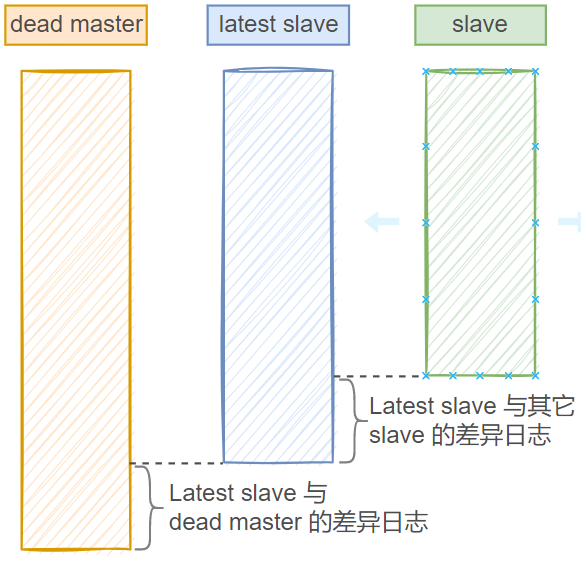 dead master
latest slave
slave
Latest slave 与其它
slave 的差异日志
Latest slave 与
dead master 的差异日志